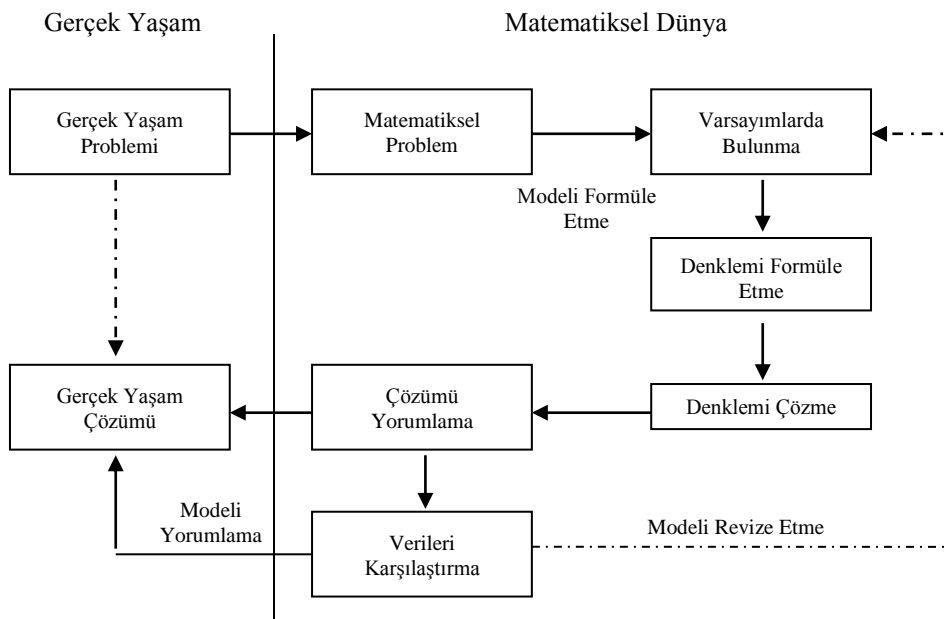 Gerçek Yaşam
Matematiksel Dünya
Gerçek Yaşam
Problemi
Matematiksel
Problem
Varsayımlarda
Bulunma
Modeli Formüle
Etme
Denklemi Formüle
Etme
Gerçek Yaşam
Çözümü
Çözümü
Yorumlama
Denklemi Çözme
Modeli
Yorumlama
Verileri
Karşılaştırma
Modeli Revize Etme